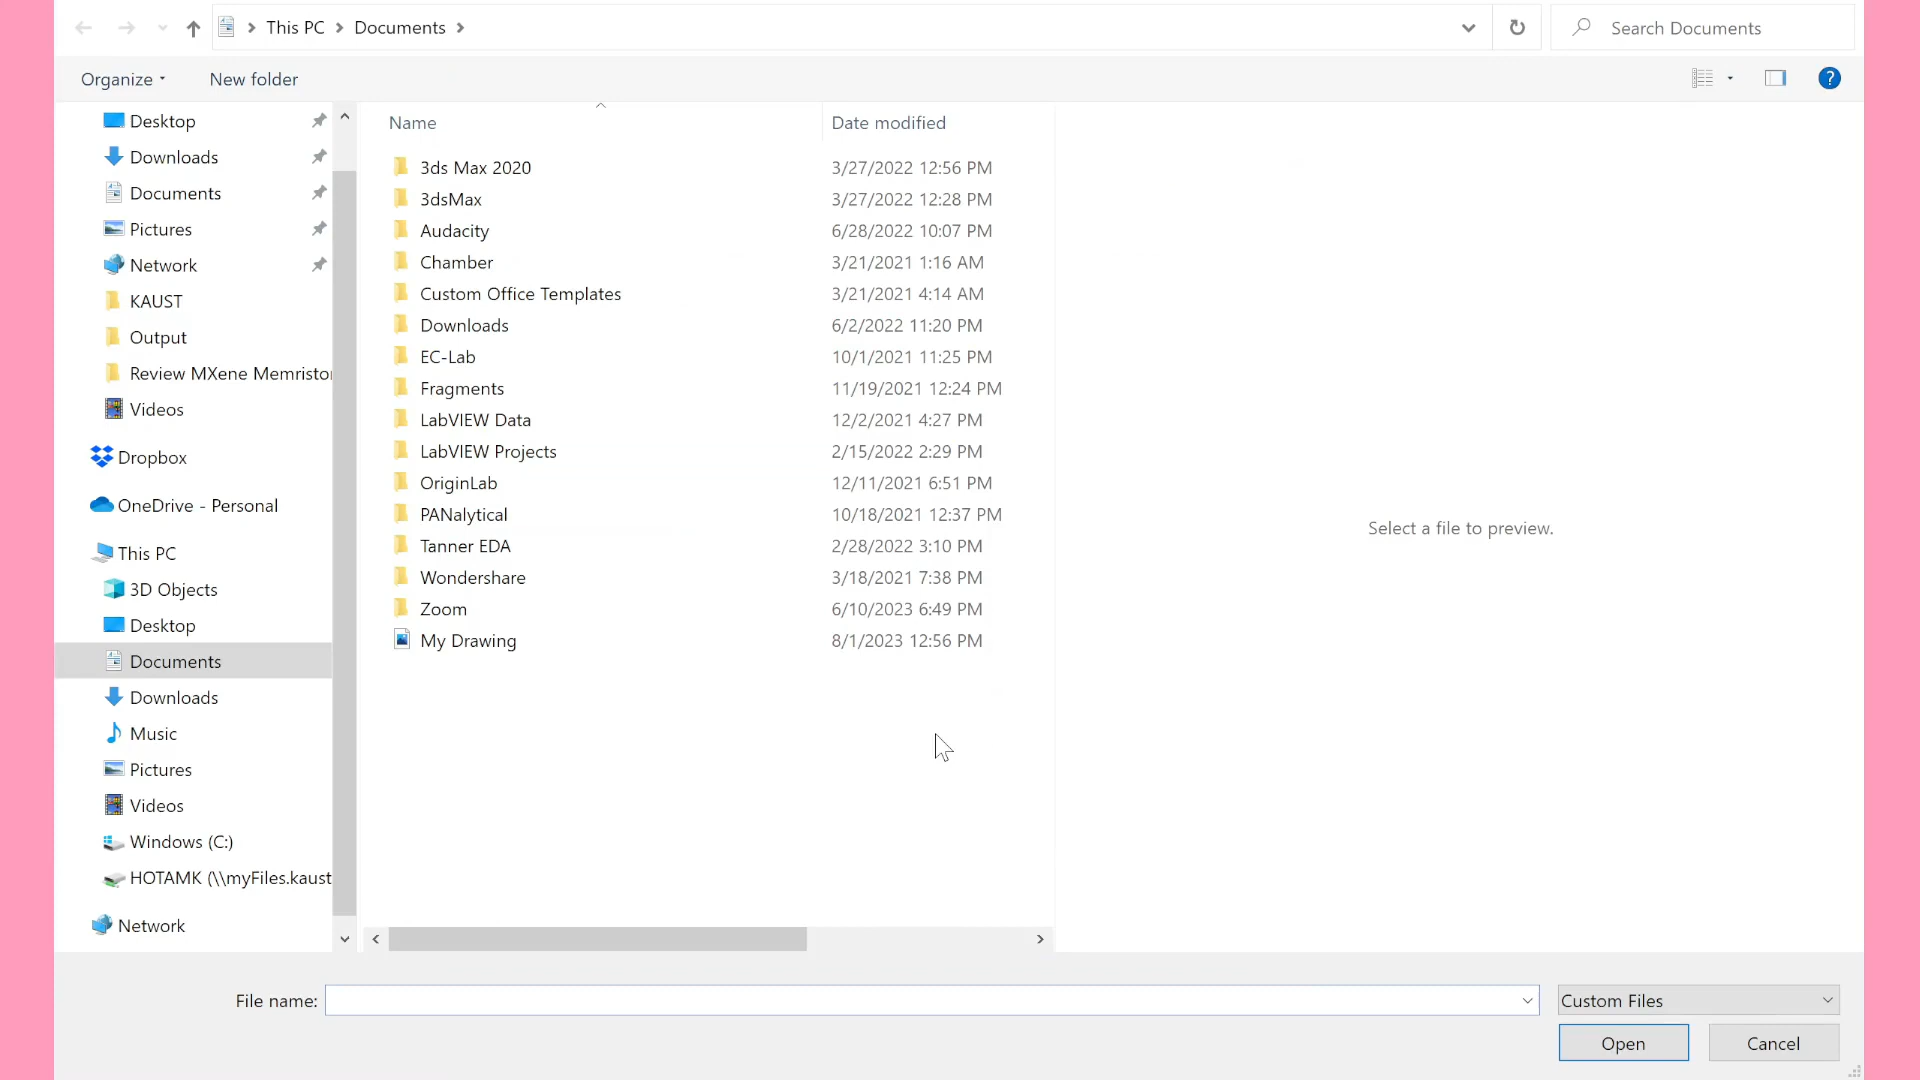 This PC
Documents
Search Documents
Organize
New folder
?
Desktop
Downloads
Documents
Pictures
Network
KAUST
Output
Review MXene Memristor
Videos
Dropbox
OneDrive - Personal
This PC
3D Objects
Desktop
Documents
Downloads
Music
Pictures
Videos
Windows (C:)
HOTAMK (\\myFiles.kaust
Network
Name Date modified
3ds Max 2020 3/27/2022 12:56 PM
3dsMax 3/27/2022 12:28 PM
Audacity 6/28/2022 10:07 PM
Chamber 3/21/2021 1:16 AM
Custom Office Templates 3/21/2021 4:14 AM
Downloads 6/2/2022 11:20 PM
EC-Lab 10/1/2021 11:25 PM
Fragments 11/19/2021 12:24 PM
LabVIEW Data 12/2/2021 4:27 PM
LabVIEW Projects 2/15/2022 2:29 PM
OriginLab 12/11/2021 6:51 PM
PANalytical 10/18/2021 12:37 PM
Tanner EDA 2/28/2022 3:10 PM
Wondershare 3/18/2021 7:38 PM
Zoom 6/10/2023 6:49 PM
My Drawing 8/1/2023 12:56 PM
Select a file to preview.
File name:
Custom Files
Open
Cancel